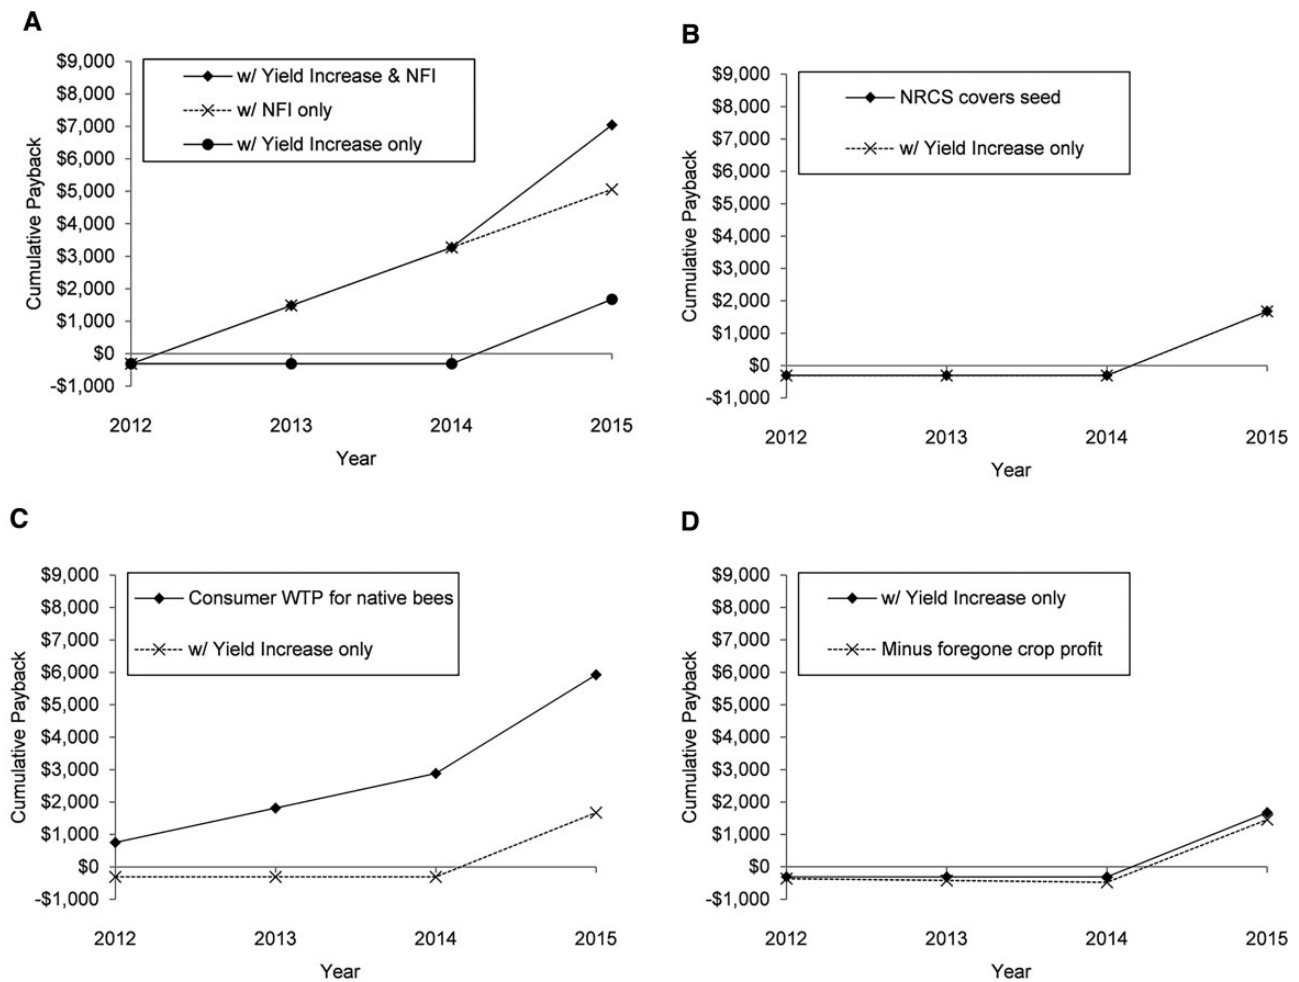 A
$9,000
$8,000
$7,000
$6,000
$5,000
$4,000
$3,000
$2,000
$1,000
$0
-$1,000
Cumulative Payback
w/ Yield Increase & NFI
w/ NFI only
w/ Yield Increase only
2012 2013 2014 2015
Year
B
$9,000
$8,000
$7,000
$6,000
$5,000
$4,000
$3,000
$2,000
$1,000
$0
-$1,000
Cumulative Payback
NRCS covers seed
w/ Yield Increase only
2012 2013 2014 2015
Year
C
$9,000
$8,000
$7,000
$6,000
$5,000
$4,000
$3,000
$2,000
$1,000
$0
-$1,000
Cumulative Payback
Consumer WTP for native bees
w/ Yield Increase only
2012 2013 2014 2015
Year
D
$9,000
$8,000
$7,000
$6,000
$5,000
$4,000
$3,000
$2,000
$1,000
$0
-$1,000
Cumulative Payback
w/ Yield Increase only
Minus foregone crop profit
2012 2013 2014 2015
Year